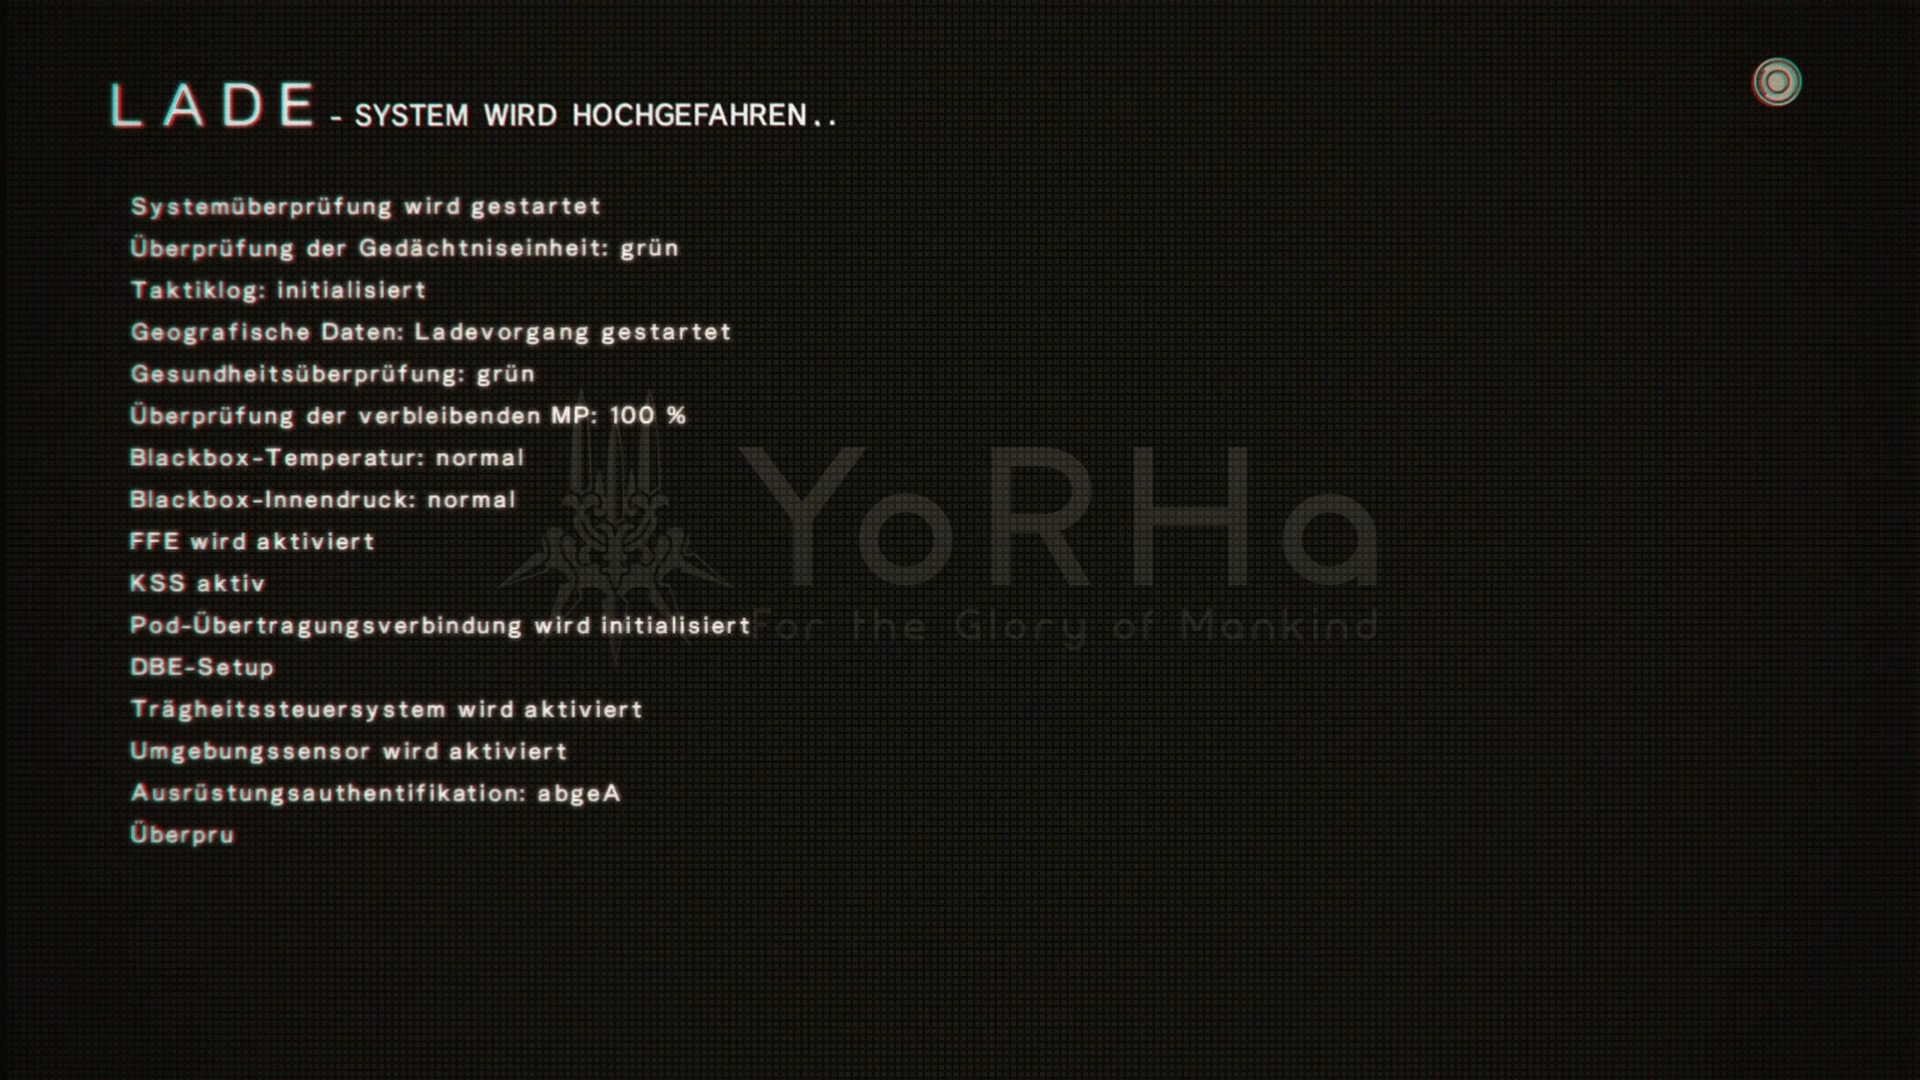 LADE - SYSTEM WIRD HOCHGEFAHREN..
Systemüberprüfung wird gestartet
Überprüfung der Gedächtniseinheit: grün
Taktiklog: initialisiert
Geografische Daten: Ladevorgang gestartet
Gesundheitsüberprüfung: grün
Überprüfung der verbleibenden MP: 100 %
Blackbox-Temperatur: normal
Blackbox-Innendruck: normal
FFE wird aktiviert
KSS aktiv
Pod-Übertragungsverbindung wird initialisiert
DBE-Setup
Trägheitssteuersystem wird aktiviert
Umgebungssensor wird aktiviert
Ausrüstungsauthentifikation: abgeA
Überpru
YoRHa
For the Glory of Mankind